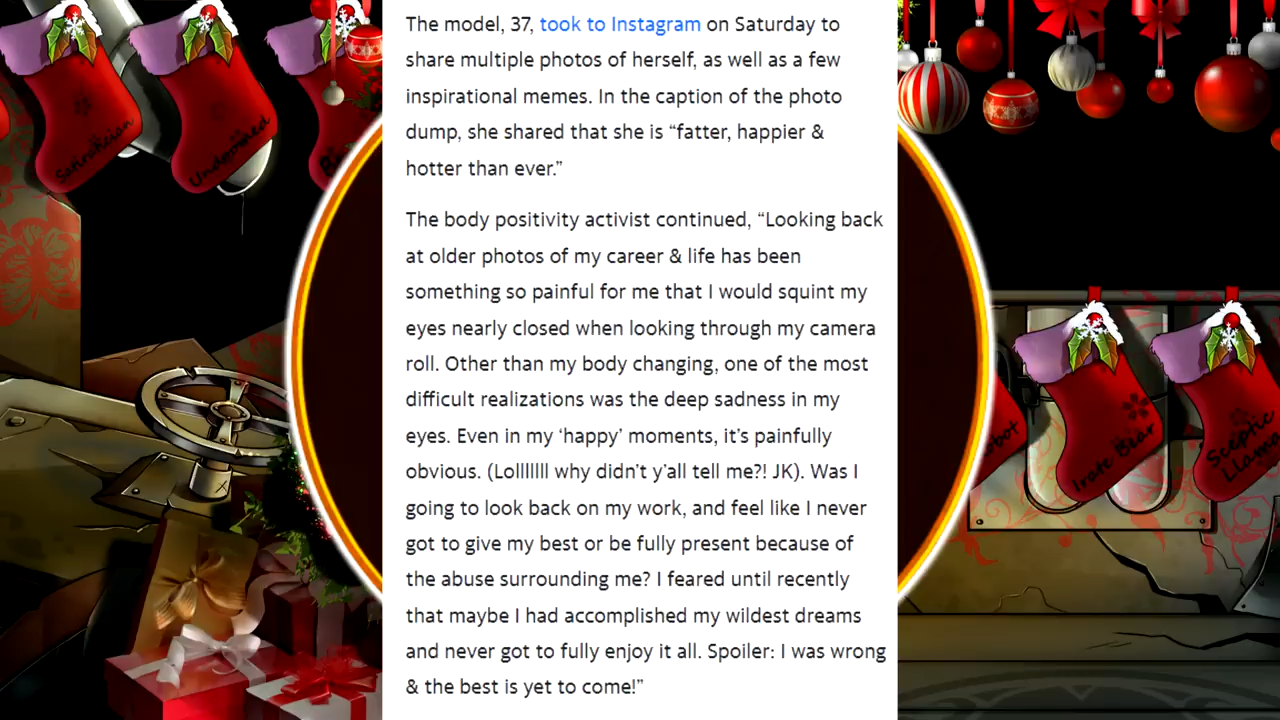 The model, 37, took to Instagram on Saturday to
share multiple photos of herself, as well as a few
inspirational memes. In the caption of the photo
dump, she shared that she is “fatter, happier &
hotter than ever.”
The body positivity activist continued, “Looking back
at older photos of my career & life has been
something so painful for me that I would squint my
eyes nearly closed when looking through my camera
roll. Other than my body changing, one of the most
difficult realizations was the deep sadness in my
eyes. Even in my ‘happy’ moments, it’s painfully
obvious. (Lolllllll why didn't y'all tell me?! JK). Was I
going to look back on my work, and feel like I never
got to give my best or be fully present because of
the abuse surrounding me? I feared until recently
that maybe I had accomplished my wildest dreams
and never got to fully enjoy it all. Spoiler: I was wrong
& the best is yet to come!”
Irate Bear
Sceptic
Llama